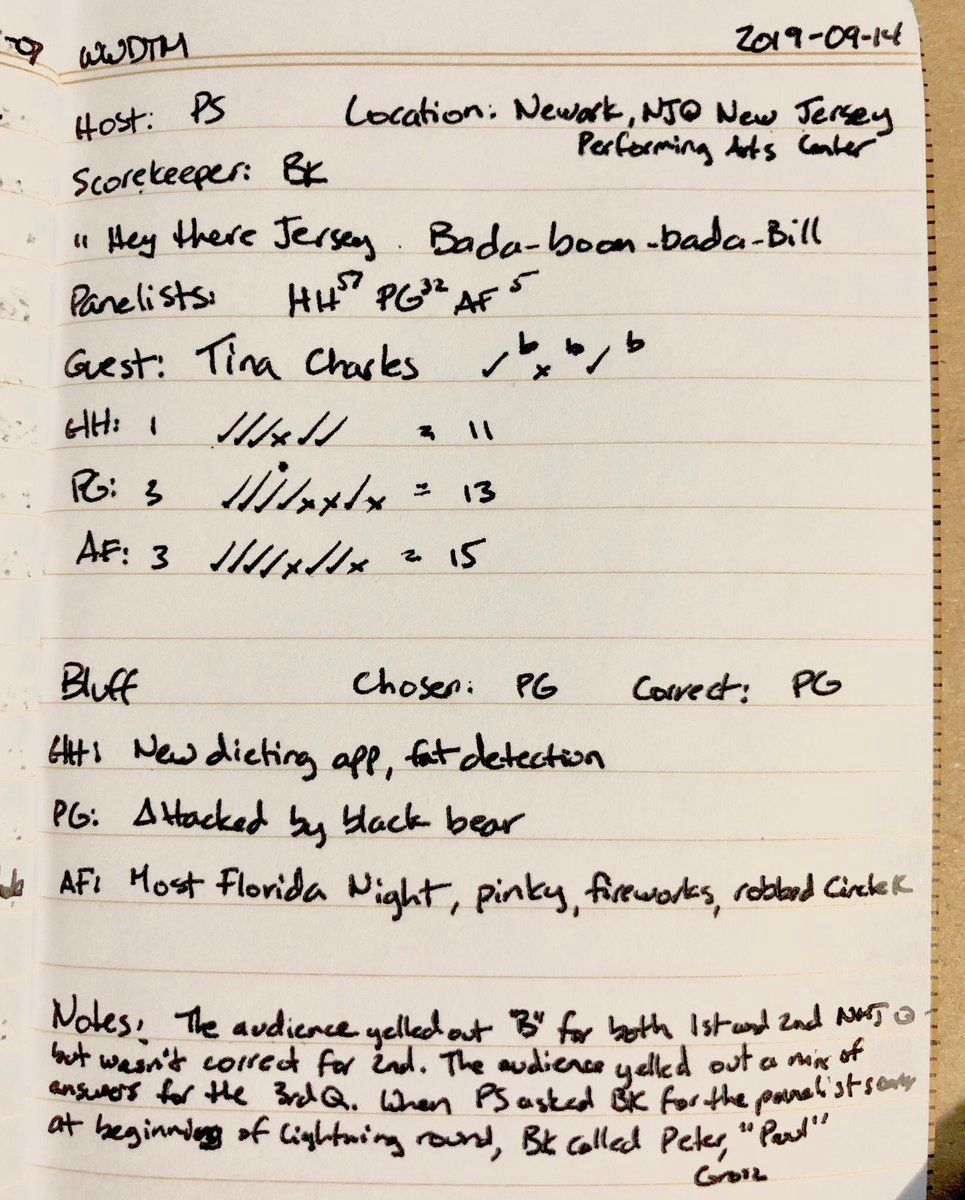 WWDTM 2019-09-14
Host: PS Location: Newark, NJ @ New Jersey
Performing Arts Center
Scorekeeper: BK
"Hey there Jersey. Bada-boom-bada-Bill
Panelists: HH 57 PG 32 AF 5
Guest: Tina Charles ✓ b x b ✓ b
HH: 1 ✓✓✓x✓✓ = 11
PG: 3 ✓✓✓✓xx✓x = 13
AF: 3 ✓✓✓✓x✓✓x = 15
Bluff Chosen: PG Correct: PG
HH: New dieting app, fat detection
PG: Attacked by black bear
AF: Most Florida Night, pinky, fireworks, robbed Circle K
Notes: The audience yelled out "B" for both 1st and 2nd NMJ Q
but wasn't correct for 2nd. The audience yelled out a mix of
answers for the 3rd Q. When PS asked BK for the panelist scores
at beginning of lightning round, BK called Peter, "Paul"
Grosz